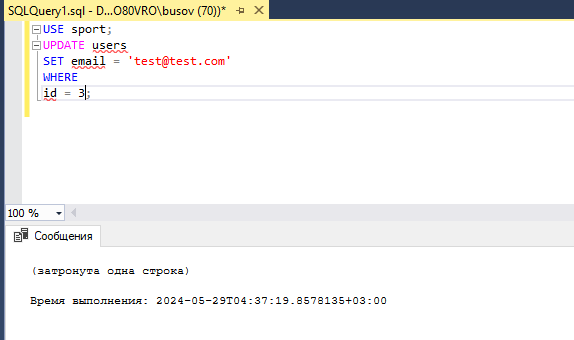 SQLQuery1.sql - D...O80VRO\busov (70))*
USE sport;
UPDATE users
SET email = 'test@test.com'
WHERE
id = 3;
100 %
Сообщения
(затронута одна строка)
Время выполнения: 2024-05-29T04:37:19.8578135+03:00